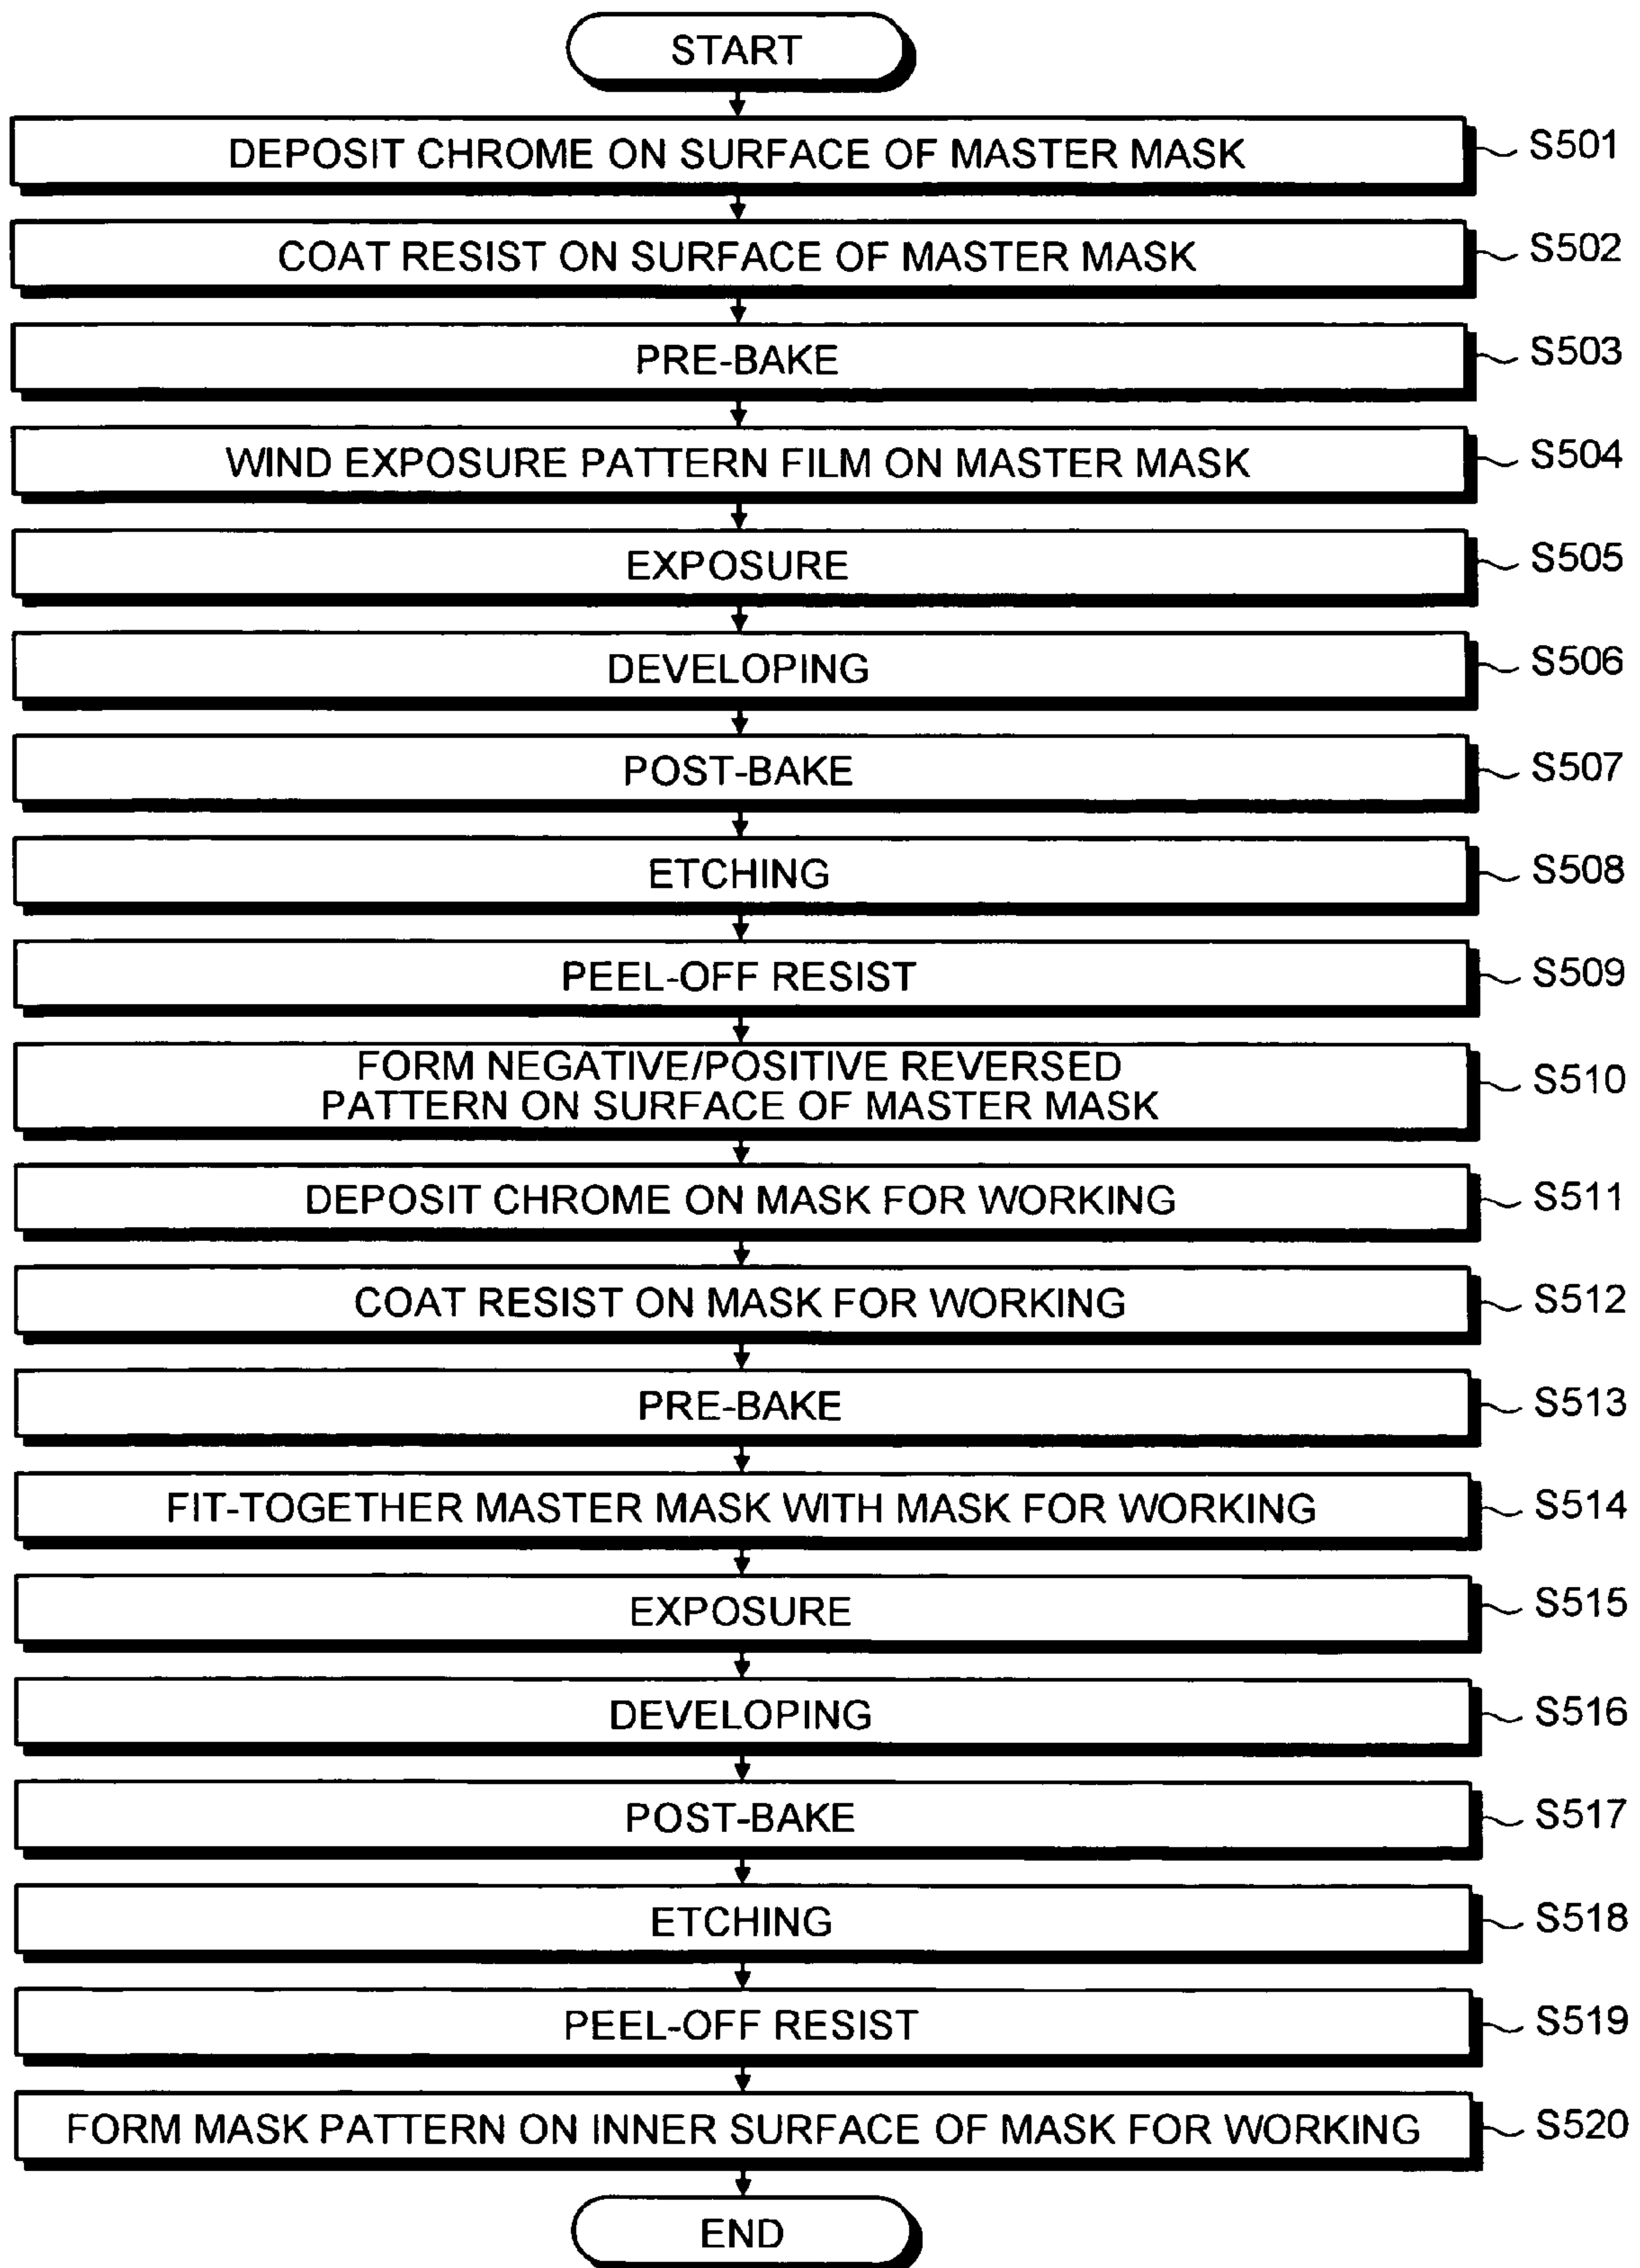 START
DEPOSIT CHROME ON SURFACE OF MASTER MASK
S501
COAT RESIST ON SURFACE OF MASTER MASK
S502
PRE-BAKE
S503
WIND EXPOSURE PATTERN FILM ON MASTER MASK
S504
EXPOSURE
S505
DEVELOPING
S506
POST-BAKE
S507
ETCHING
S508
PEEL-OFF RESIST
S509
FORM NEGATIVE/POSITIVE REVERSED
PATTERN ON SURFACE OF MASTER MASK
S510
DEPOSIT CHROME ON MASK FOR WORKING
S511
COAT RESIST ON MASK FOR WORKING
S512
PRE-BAKE
S513
FIT-TOGETHER MASTER MASK WITH MASK FOR WORKING
S514
EXPOSURE
S515
DEVELOPING
S516
POST-BAKE
S517
ETCHING
S518
PEEL-OFF RESIST
S519
FORM MASK PATTERN ON INNER SURFACE OF MASK FOR WORKING
S520
END